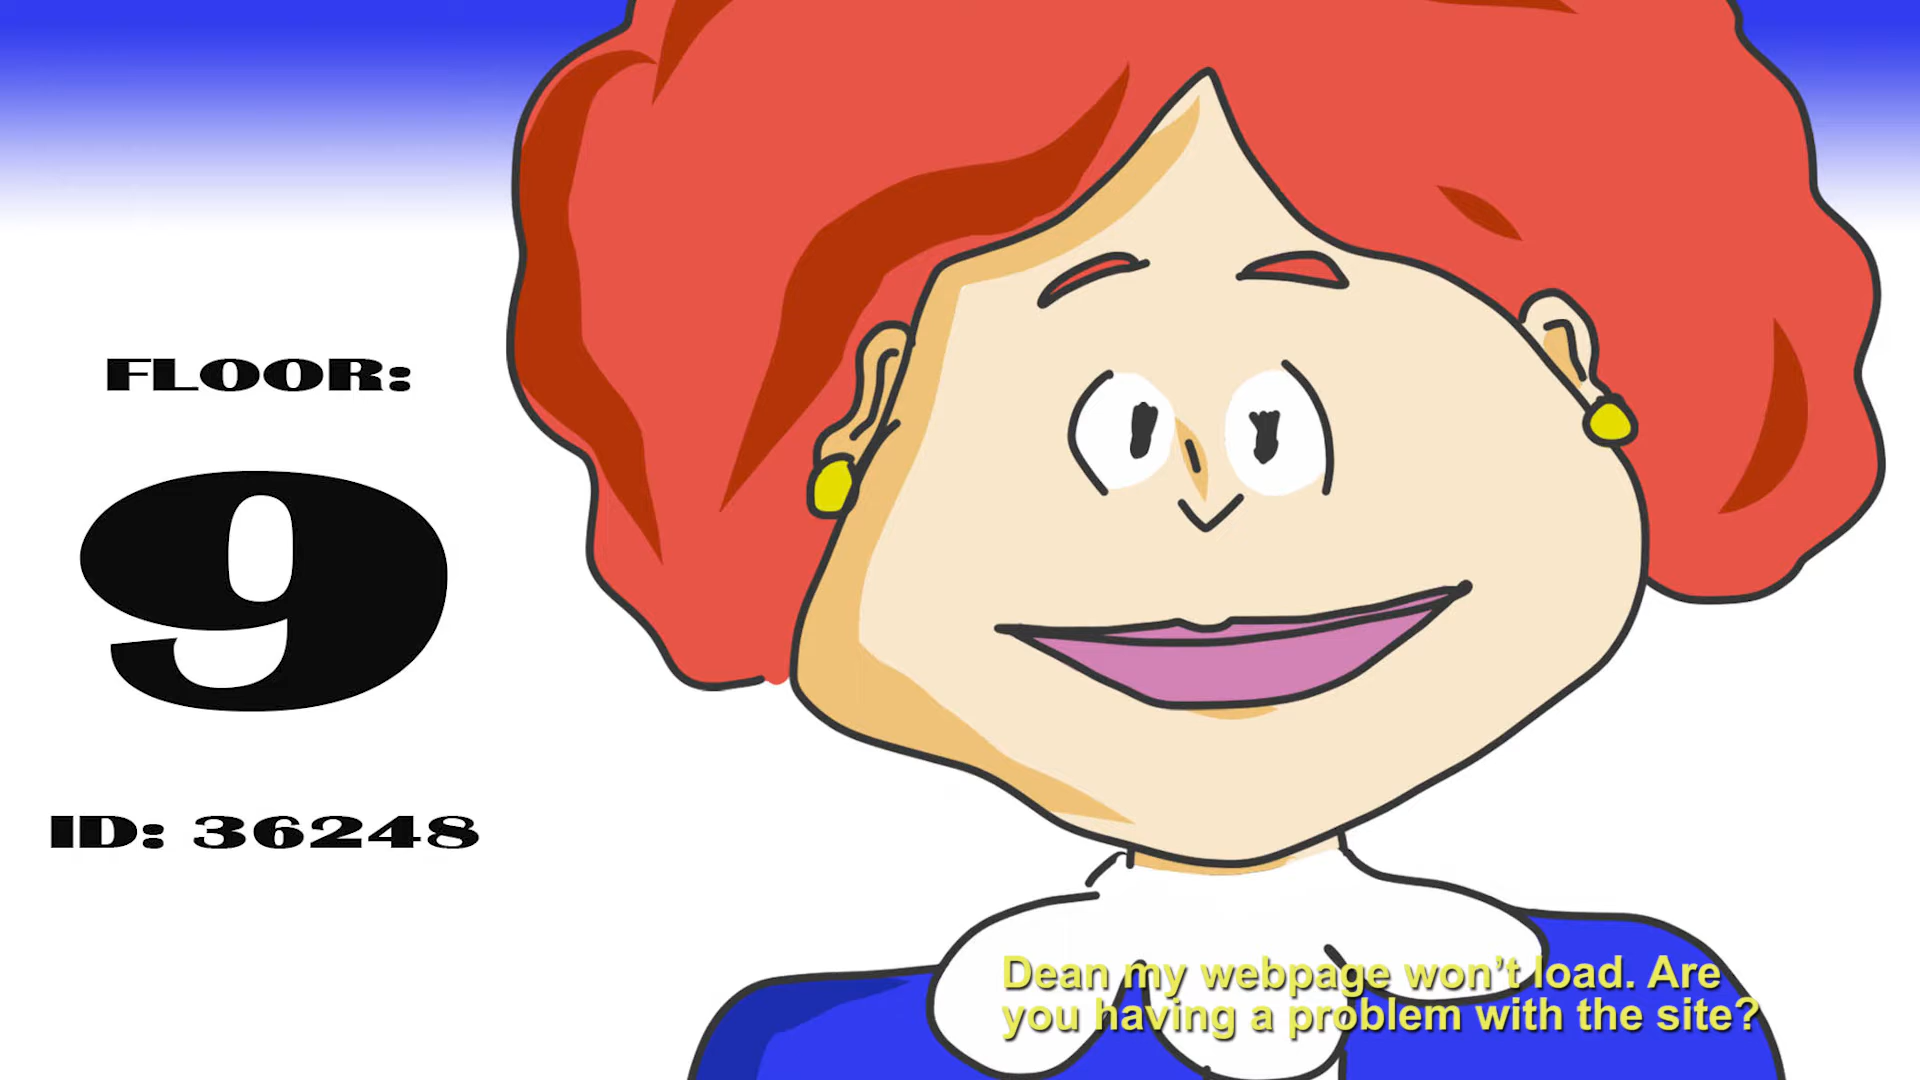 FLOOR:
9
ID: 36248
Dean my webpage won't load. Are
you having a problem with the site?